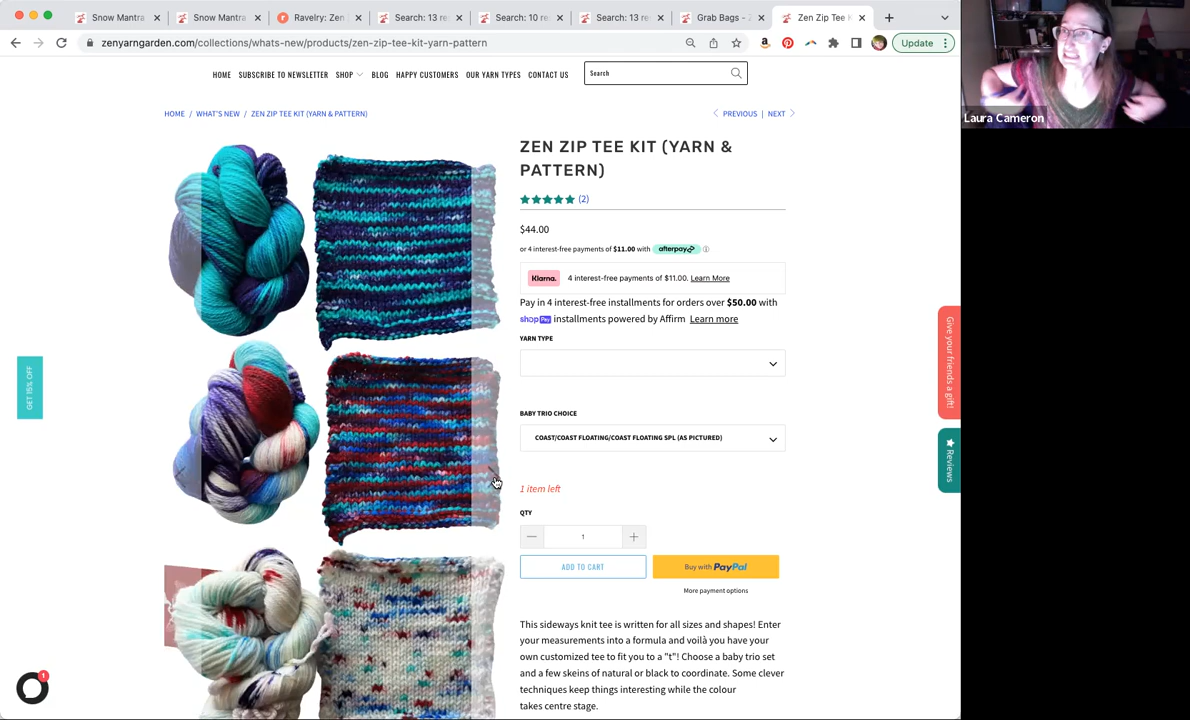 Snow Mantra
Snow Mantra
Ravelry: Zen
Search: 13 re
Search: 10 re
Search: 13 re
Grab Bags - Z
Zen Zip Tee K
zenyarngarden.com/collections/whats-new/products/zen-zip-tee-kit-yarn-pattern
Update
Laura Cameron
HOME SUBSCRIBE TO NEWSLETTER SHOP BLOG HAPPY CUSTOMERS OUR YARN TYPES CONTACT US
Search
HOME / WHAT'S NEW / ZEN ZIP TEE KIT (YARN & PATTERN)
PREVIOUS | NEXT
ZEN ZIP TEE KIT (YARN &
PATTERN)
(2)
$44.00
or 4 interest-free payments of $11.00 with afterpay
Klarna. 4 interest-free payments of $11.00. Learn More
Pay in 4 interest-free installments for orders over $50.00 with
shop Pay installments powered by Affirm Learn more
YARN TYPE
BABY TRIO CHOICE
COAST/COAST FLOATING/COAST FLOATING SPL (AS PICTURED)
1 item left
QTY
1
ADD TO CART
Buy with PayPal
More payment options
This sideways knit tee is written for all sizes and shapes! Enter
your measurements into a formula and voilà you have your
own customized tee to fit you to a "t"! Choose a baby trio set
and a few skeins of natural or black to coordinate. Some clever
techniques keep things interesting while the colour
takes centre stage.
GET 15% OFF
Give your friends a gift!
Reviews
1